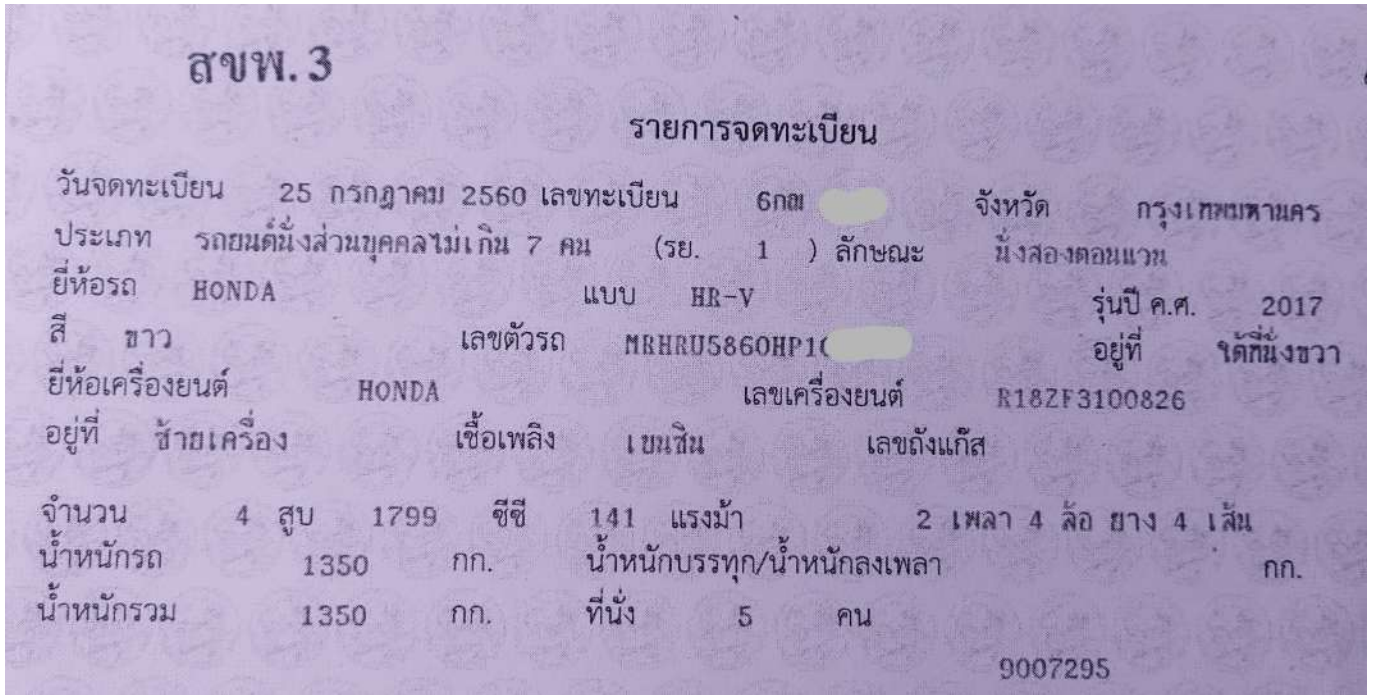 สขพ.3
รายการจดทะเบียน
วันจดทะเบียน 25 กรกฎาคม 2560 เลขทะเบียน 6กณ จังหวัด กรุงเทพมหานคร
ประเภท รถยนต์นั่งส่วนบุคคลไม่เกิน 7 คน (รย. 1 ) ลักษณะ นั่งสองตอนแวน
ยี่ห้อรถ HONDA แบบ HR-V รุ่นปี ค.ศ. 2017
สี ขาว เลขตัวรถ MRHRU5860HP10 อยู่ที่ ใต้ที่นั่งขวา
ยี่ห้อเครื่องยนต์ HONDA เลขเครื่องยนต์ R18ZF3100826
อยู่ที่ ซ้ายเครื่อง เชื้อเพลิง เบนซิน เลขถังแก๊ส
จำนวน 4 สูบ 1799 ซีซี 141 แรงม้า 2 เพลา 4 ล้อ ยาง 4 เส้น
น้ำหนักรถ 1350 กก. น้ำหนักบรรทุก/น้ำหนักลงเพลา กก.
น้ำหนักรวม 1350 กก. ที่นั่ง 5 คน
9007295